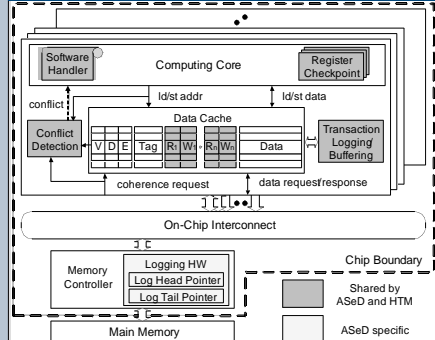 Software
Handler
Computing Core
Register
Checkpoint
conflict
ld/st addr
ld/st data
Conflict
Detection
Data Cache
V D E Tag R1 W1 Rn Wn Data
Transaction
Logging/
Buffering
coherence request
data request/response
On-Chip Interconnect
Memory
Controller
Logging HW
Log Head Pointer
Log Tail Pointer
Chip Boundary
Shared by
ASeD and HTM
Main Memory
ASeD specific